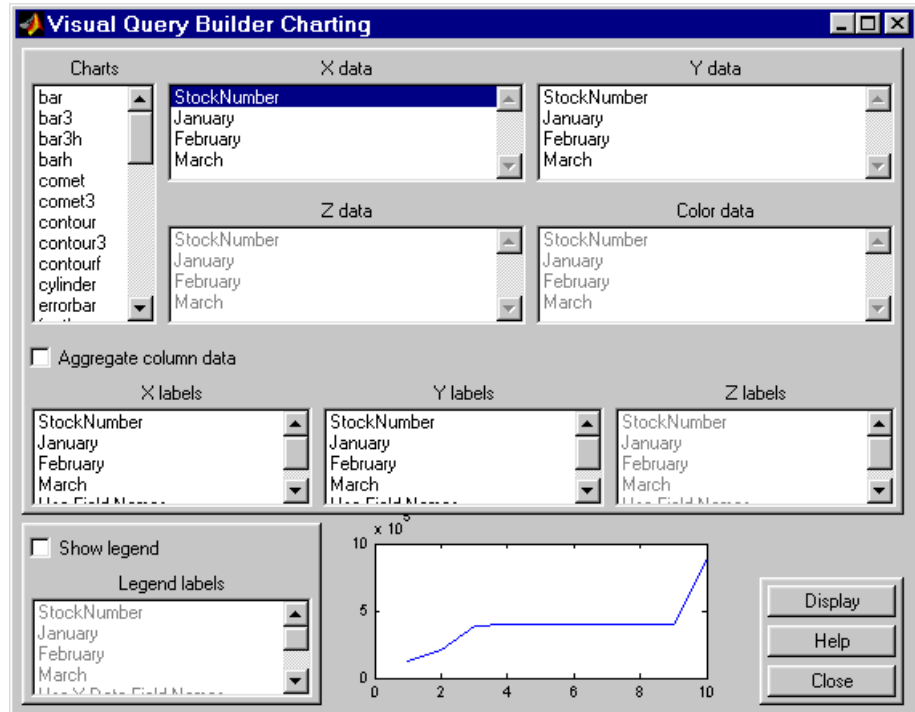 Visual Query Builder Charting
Charts
bar
bar3
bar3h
barh
comet
comet3
contour
contour3
contourf
cylinder
errorbar
X data
StockNumber
January
February
March
Y data
StockNumber
January
February
March
Z data
StockNumber
January
February
March
Color data
StockNumber
January
February
March
Aggregate column data
X labels
StockNumber
January
February
March
Y labels
StockNumber
January
February
March
Z labels
StockNumber
January
February
March
Show legend
Legend labels
StockNumber
January
February
March
x 10^5
10
5
0
0 2 4 6 8 10
Display
Help
Close